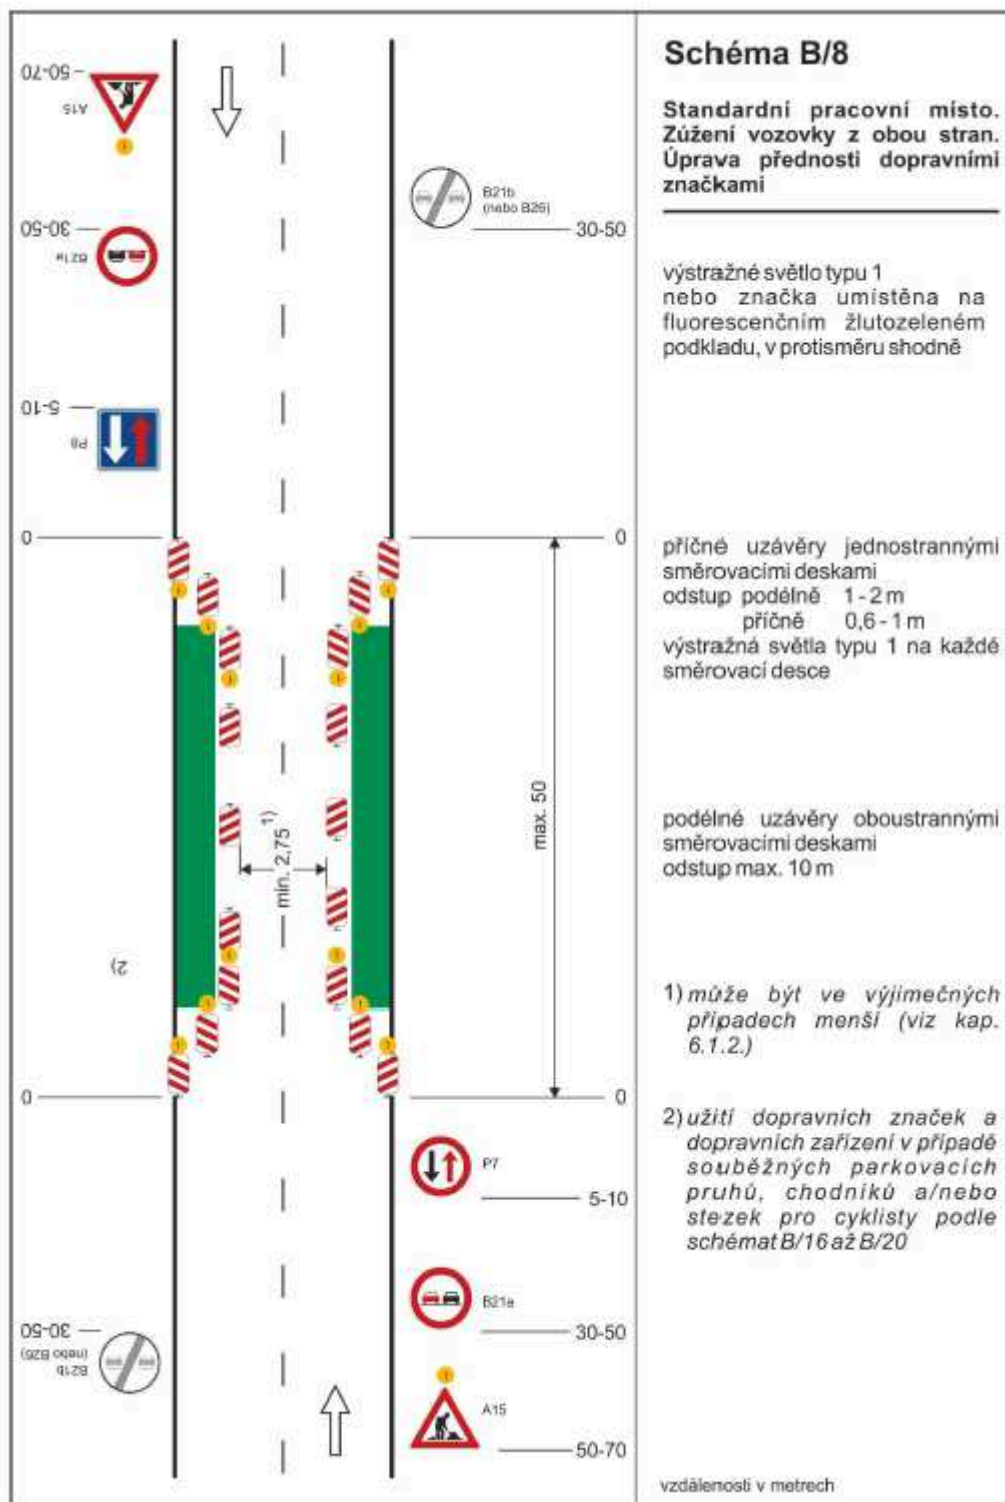 Schéma B/8
Standardní pracovní místo.
Zúžení vozovky z obou stran.
Úprava přednosti dopravními
značkami
výstražné světlo typu 1
nebo značka umístěna na
fluorescenčním žlutozeleném
podkladu, v protisměru shodně
příčné uzávěry jednostrannými
směrovacími deskami
odstup podélně 1 - 2 m
příčně 0,6 - 1 m
výstražná světla typu 1 na každé
směrovací desce
podélné uzávěry oboustrannými
směrovacími deskami
odstup max. 10 m
1) může být ve výjimečných
případech menší (viz kap.
6.1.2.)
2) užití dopravních značek a
dopravních zařízení v případě
souběžných parkovacích
pruhů, chodníků a/nebo
stezek pro cyklisty podle
schémat B/16 až B/20
vzdálenosti v metrech
50-70
A15
30-50
B21a
5-10
P8
0
B21b
(nebo B26)
30-50
0
max. 50
min. 2,75 1)
2)
0
0
P7
5-10
B21a
30-50
A15
50-70
30-50
B21b
(nebo B26)